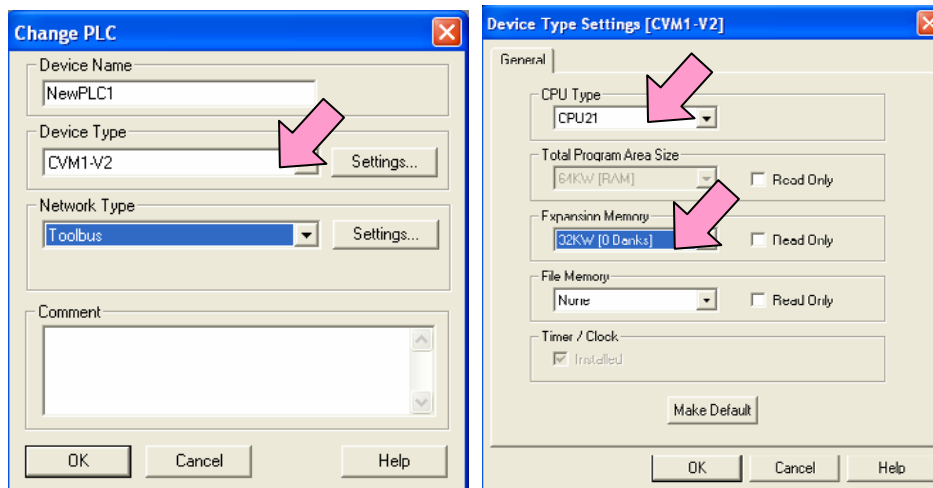 Change PLC
Device Name
NewPLC1
Device Type
CVM1-V2
Settings...
Network Type
Toolbus
Settings...
Comment
OK
Cancel
Help
Device Type Settings [CVM1-V2]
General
CPU Type
CPU21
Total Program Area Size
64KW [RAM]
Read Only
Expansion Memory
32KW [0 Banks]
Read Only
File Memory
None
Read Only
Timer / Clock
Installed
Make Default
OK
Cancel
Help